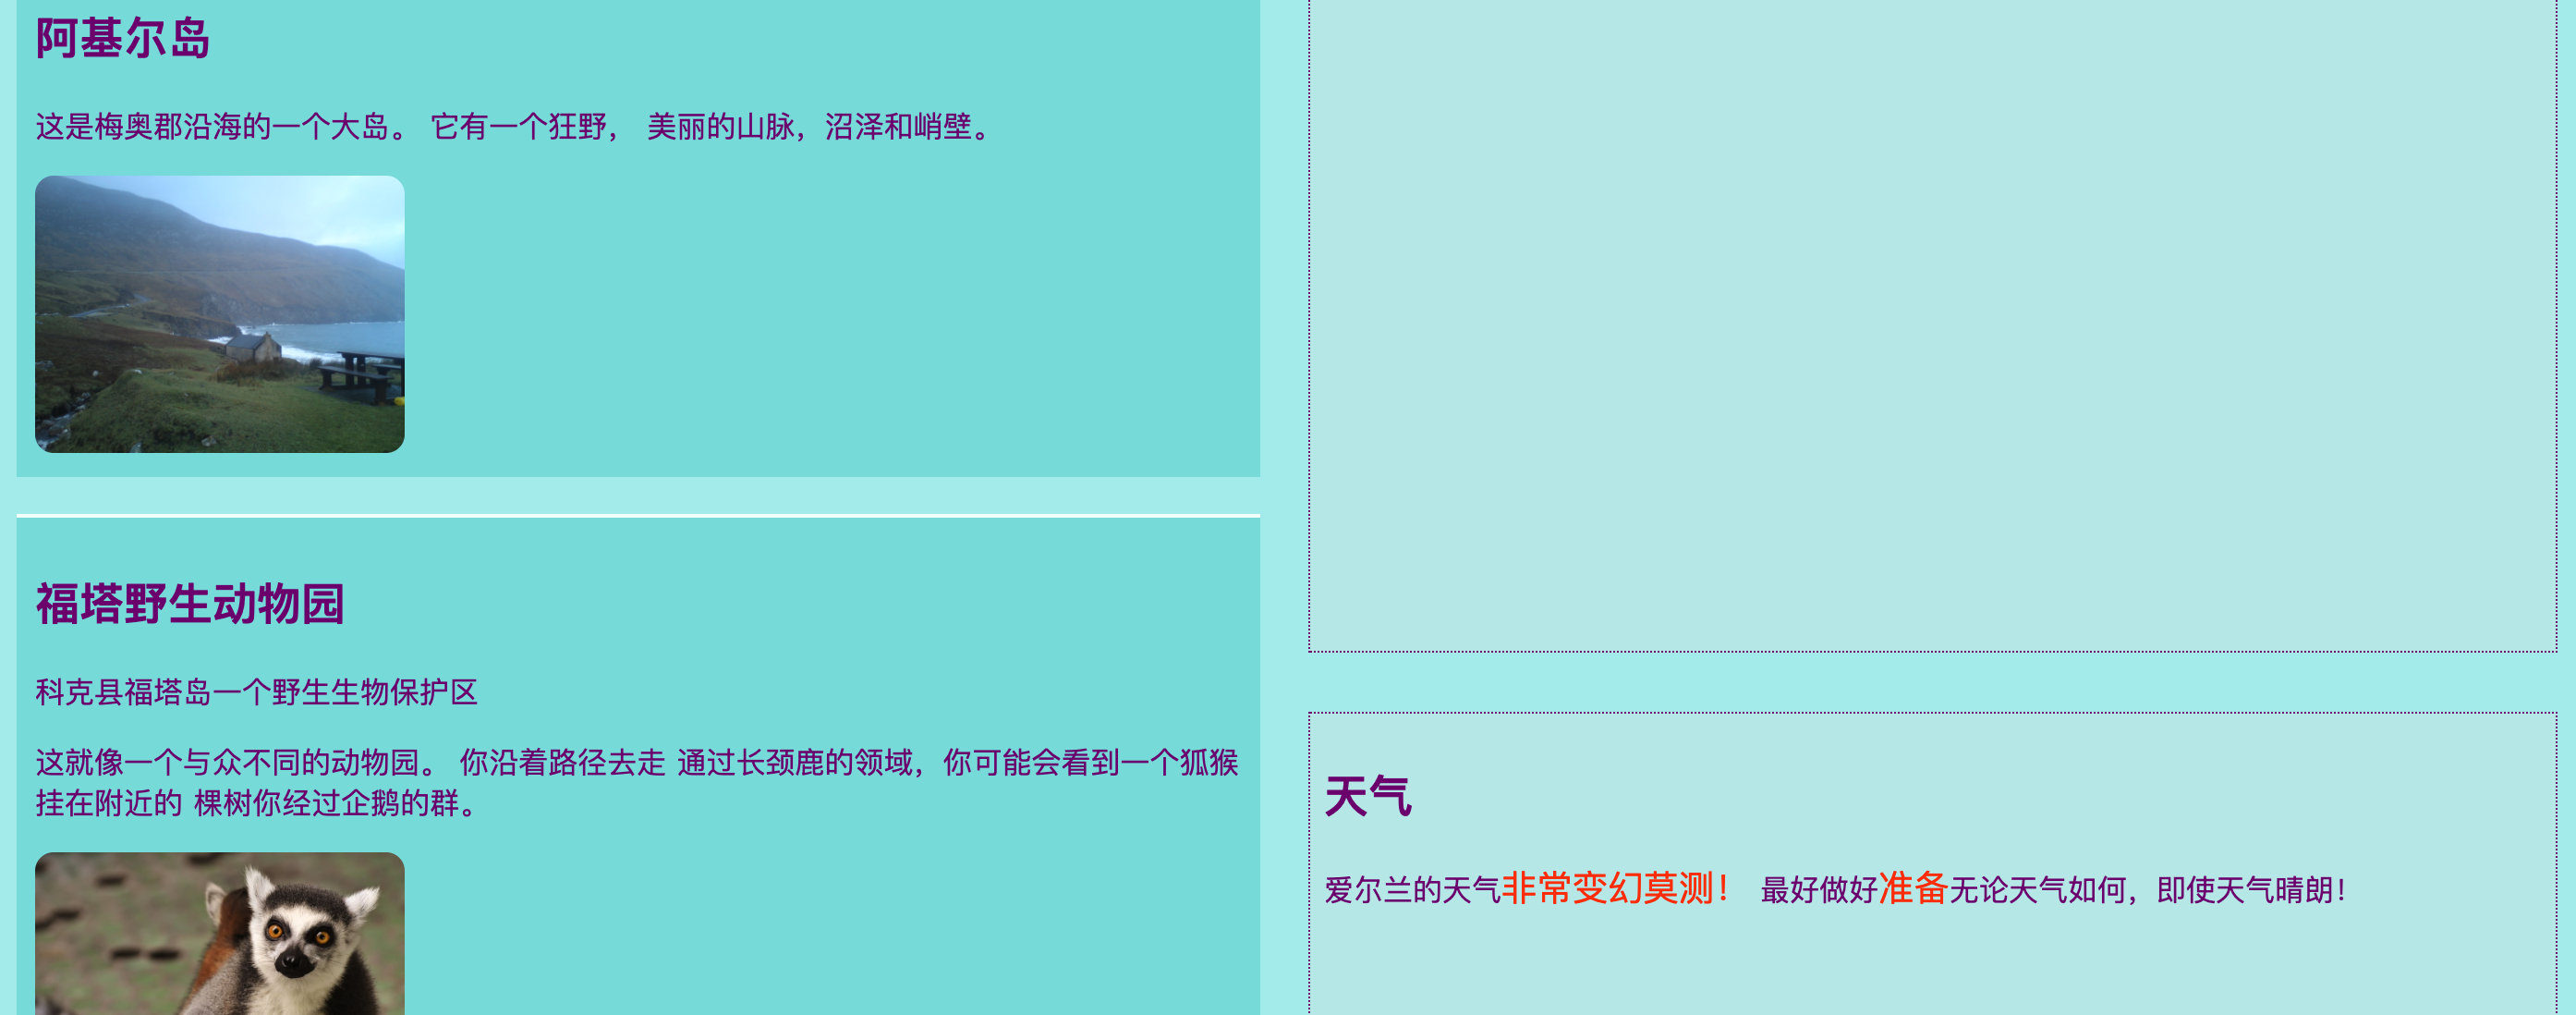 阿基尔岛
这是梅奥郡沿海的一个大岛。 它有一个狂野， 美丽的山脉，沼泽和峭壁。
福塔野生动物园
科克县福塔岛一个野生生物保护区
这就像一个与众不同的动物园。 你沿着路径去走 通过长颈鹿的领域，你可能会看到一个狐猴
挂在附近的 棵树你经过企鹅的群。
天气
爱尔兰的天气非常变幻莫测！ 最好做好准备无论天气如何，即使天气晴朗！